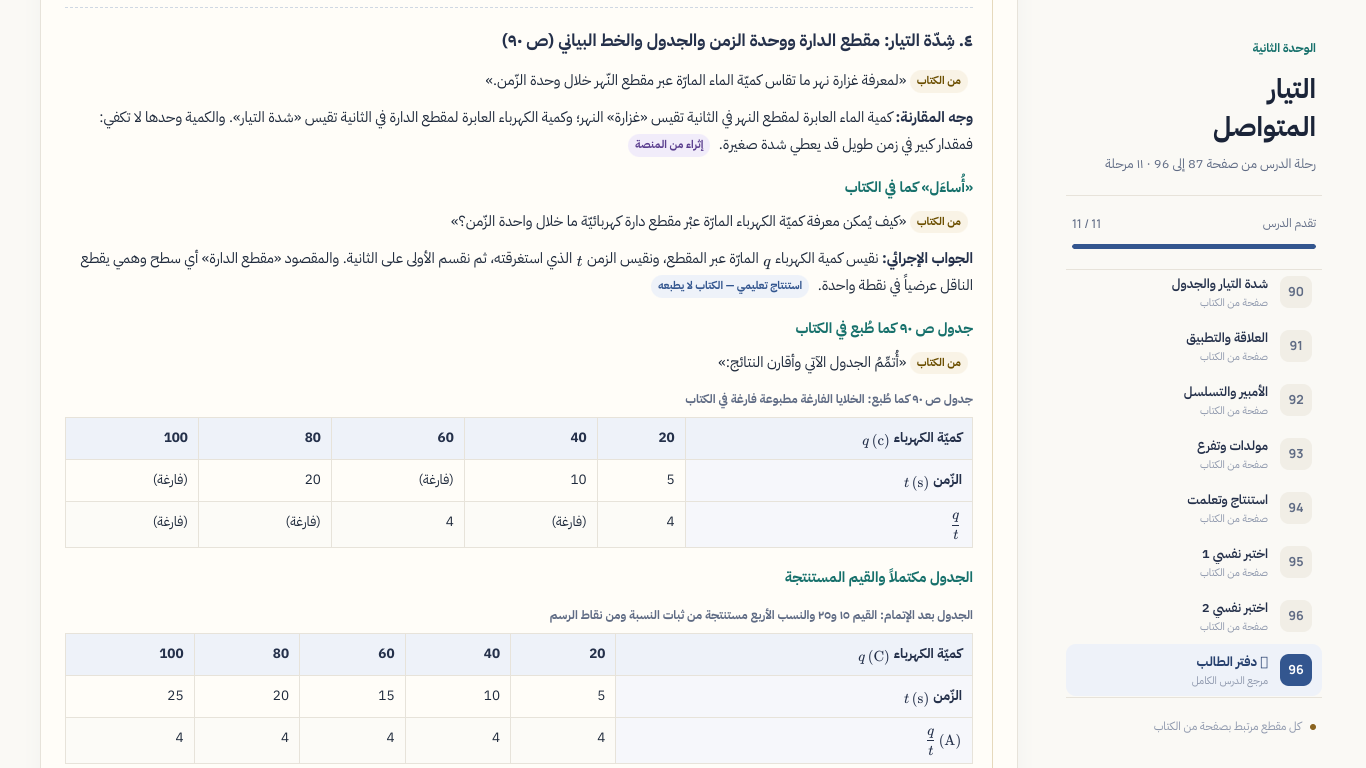 الوحدة الثانية
التيار
المتواصل
رحلة الدرس من صفحة 87 إلى 96 · ١١ مرحلة
تقدم الدرس 11 / 11
90 شدة التيار والجدول
صفحة من الكتاب
91 العلاقة والتطبيق
صفحة من الكتاب
92 الأمبير والتسلسل
صفحة من الكتاب
93 مولدات وتفرع
صفحة من الكتاب
94 استنتاج وتعلمت
صفحة من الكتاب
95 اختبر نفسي 1
صفحة من الكتاب
96 اختبر نفسي 2
صفحة من الكتاب
96 دفتر الطالب
مرجع الدرس الكامل
كل مقطع مرتبط بصفحة من الكتاب
٤. شِدّة التيار: مقطع الدارة ووحدة الزمن والجدول والخط البياني (ص ٩٠)
من الكتاب «لمعرفة غزارة نهر ما تقاس كميّة الماء المارّة عبر مقطع النّهر خلال وحدة الزّمن.»
وجه المقارنة: كمية الماء العابرة لمقطع النهر في الثانية تقيس «غزارة» النهر؛ وكمية الكهرباء العابرة لمقطع الدارة في الثانية تقيس «شدة التيار». والكمية وحدها لا تكفي:
فمقدار كبير في زمن طويل قد يعطي شدة صغيرة. إثراء من المنصة
«أُساءَل» كما في الكتاب
من الكتاب «كيف يُمكن معرفة كميّة الكهرباء المارّة عبْر مقطع دارة كهربائيّة ما خلال واحدة الزّمن؟»
الجواب الإجرائي: نقيس كمية الكهرباء q المارّة عبر المقطع، ونقيس الزمن t الذي استغرقته، ثم نقسم الأولى على الثانية. والمقصود «مقطع الدارة» أي سطح وهمي يقطع
الناقل عرضياً في نقطة واحدة. استنتاج تعليمي — الكتاب لا يطبعه
جدول ص ٩٠ كما طُبع في الكتاب
من الكتاب «أُتمِّمُ الجدول الآتي وأقارن النتائج:»
جدول ص ٩٠ كما طُبع: الخلايا الفارغة مطبوعة فارغة في الكتاب
كميّة الكهرباء q (c) 20 40 60 80 100
الزّمن t (s) 5 10 (فارغة) 20 (فارغة)
q/t 4 (فارغة) 4 (فارغة) (فارغة)
الجدول مكتملاً والقيم المستنتجة
الجدول بعد الإتمام: القيم ١٥ و٢٥ والنسب الأربع مستنتجة من ثبات النسبة ومن نقاط الرسم
كميّة الكهرباء q (C) 20 40 60 80 100
الزّمن t (s) 5 10 15 20 25
q/t (A) 4 4 4 4 4